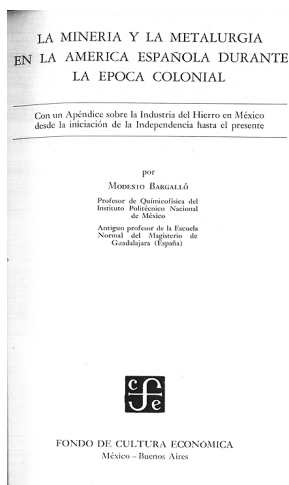 LA MINERIA Y LA METALURGIA
EN LA AMERICA ESPAÑOLA DURANTE
LA EPOCA COLONIAL
Con un Apéndice sobre la Industria del Hierro en México
desde la iniciación de la Independencia hasta el presente
por
MODESTO BARGALLÓ
Profesor de Químicofísica del
Instituto Politécnico Nacional
de México
Antiguo profesor de la Escuela
Normal del Magisterio de
Guadalajara (España)
cfe
FONDO DE CULTURA ECONÓMICA
México – Buenos Aires